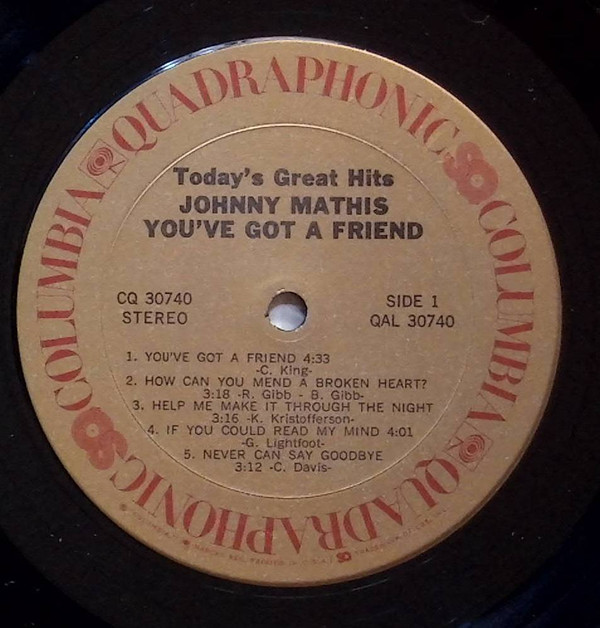 COLUMBIA QUADRAPHONIC SQ COLUMBIA QUADRAPHONIC SQ
Today's Great Hits
JOHNNY MATHIS
YOU'VE GOT A FRIEND
CQ 30740
STEREO
SIDE 1
QAL 30740
1. YOU'VE GOT A FRIEND 4:33
-C. King-
2. HOW CAN YOU MEND A BROKEN HEART?
3:18 -R. Gibb - B. Gibb-
3. HELP ME MAKE IT THROUGH THE NIGHT
3:16 -K. Kristofferson-
4. IF YOU COULD READ MY MIND 4:01
-G. Lightfoot-
5. NEVER CAN SAY GOODBYE
3:12 -C. Davis-